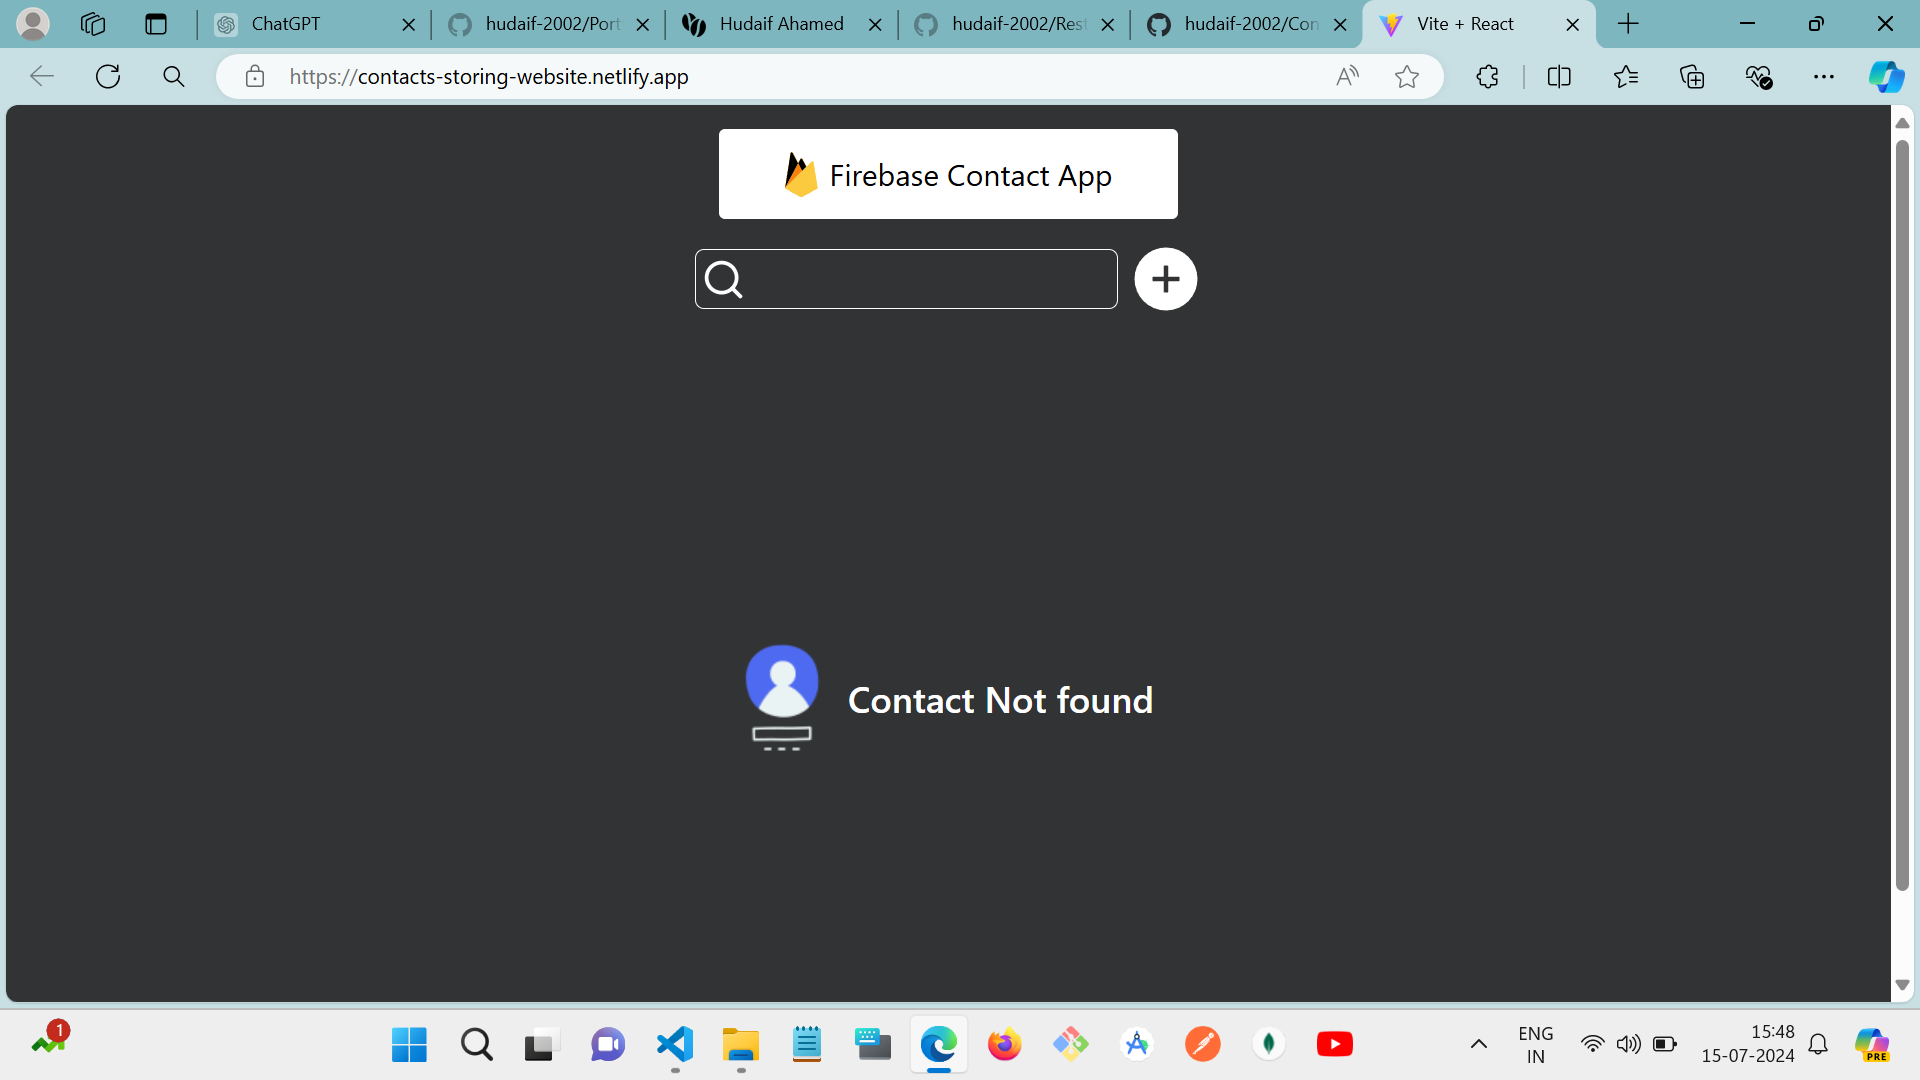 ChatGPT
hudaif-2002/Port
Hudaif Ahamed
hudaif-2002/Rest
hudaif-2002/Con
Vite + React
https://contacts-storing-website.netlify.app
Firebase Contact App
Contact Not found
1
ENG
IN
15:48
15-07-2024
PRE